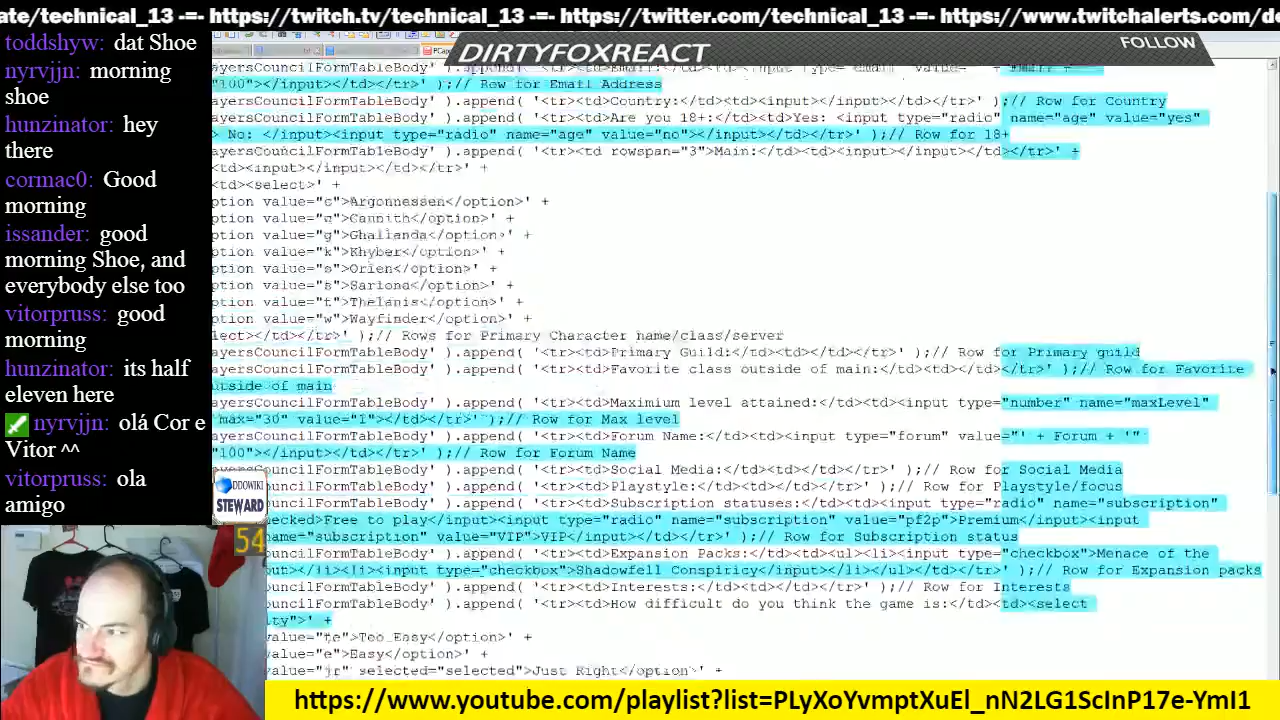 ate/technical_13 -=- https://twitch.tv/technical_13 -=- https://twitter.com/technical_13 -=- https://www.twitchalerts.com/do
DIRTYFOXREACT
FOLLOW
toddshyw: dat Shoe
nyrvjjn: morning
shoe
hunzinator: hey
there
cormac0: Good
morning
issander: good
morning Shoe, and
everybody else too
vitorpruss: good
morning
hunzinator: its half
eleven here
nyrvjjn: olá Cor e
Vitor ^^
vitorpruss: ola
amigo
DDOWIKI
STEWARD
54
"100"></input></td></tr>' );// Row for Email Address
ayersCouncilFormTableBody' ).append( '<tr><td>Country:</td><td><input></input></td></tr>' );// Row for Country
ayersCouncilFormTableBody' ).append( '<tr><td>Are you 18+:</td><td>Yes: <input type="radio" name="age" value="yes"
> No: </input><input type="radio" name="age" value="no"></input></td></tr>' );// Row for 18+
ayersCouncilFormTableBody' ).append( '<tr><td rowspan="3">Main:</td><td><input></input></td></tr>' +
<td><input></input></td></tr>' +
<td><select>' +
ption value="c">Argonnessen</option>' +
ption value="c">Cannith</option>' +
ption value="g">Ghallanda</option>' +
ption value="k">Khyber</option>' +
ption value="s">Orien</option>' +
ption value="s">Sarlona</option>' +
ption value="t">Thelanis</option>' +
ption value="w">Wayfinder</option>' +
lect></td></tr>' );// Rows for Primary Character name/class/server
ayersCouncilFormTableBody' ).append( '<tr><td>Primary Guild:</td><td></td></tr>' );// Row for Primary guild
ayersCouncilFormTableBody' ).append( '<tr><td>Favorite class outside of main:</td><td></td></tr>' );// Row for Favorite
utside of main
ayersCouncilFormTableBody' ).append( '<tr><td>Maximium level attained:</td><td><input type="number" name="maxLevel"
max="30" value="1"></td></tr>' );// Row for Max level
ayersCouncilFormTableBody' ).append( '<tr><td>Forum Name:</td><td><input type="forum" value="' + Forum + '"
"100"></input></td></tr>' );// Row for Forum Name
ayersCouncilFormTableBody' ).append( '<tr><td>Social Media:</td><td></td></tr>' );// Row for Social Media
ayersCouncilFormTableBody' ).append( '<tr><td>Playstyle:</td><td></td></tr>' );// Row for Playstyle/focus
ayersCouncilFormTableBody' ).append( '<tr><td>Subscription statuses:</td><td><input type="radio" name="subscription"
hecked>Free to play</input><input type="radio" name="subscription" value="pf2p">Premium</input><input
name="subscription" value="VIP">VIP</input></td></tr>' );// Row for Subscription status
ouncilFormTableBody' ).append( '<tr><td>Expansion Packs:</td><td><ul><li><input type="checkbox">Menace of the
ut></li><li><input type="checkbox">Shadowfell Conspiricy</input></li></ul></td></tr>' );// Row for Expansion packs
ouncilFormTableBody' ).append( '<tr><td>Interests:</td><td></td></tr>' );// Row for Interests
ouncilFormTableBody' ).append( '<tr><td>How difficult do you think the game is:</td><td><select
ty">' +
value="te">Too Easy</option>' +
value="e">Easy</option>' +
value="jr" selected="selected">Just Right</option>' +
https://www.youtube.com/playlist?list=PLyXoYvmptXuEl_nN2LG1ScInP17e-YmI1